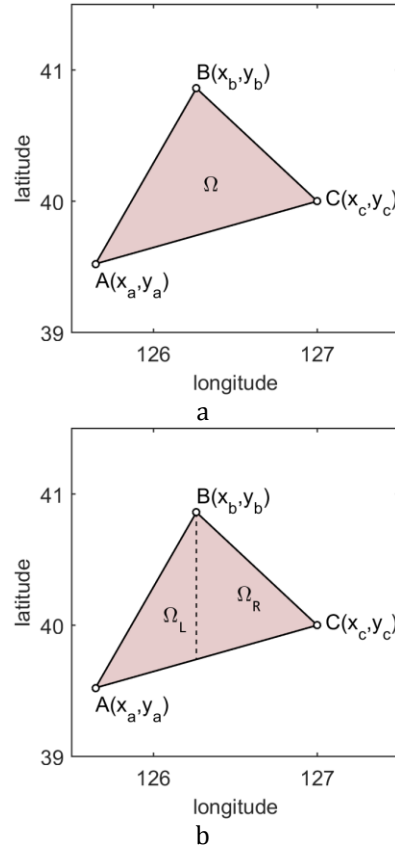 41
B(x_b,y_b)
latitude
Ω
40
C(x_c,y_c)
A(x_a,y_a)
39
126
127
longitude
a
41
B(x_b,y_b)
latitude
Ω_L
Ω_R
40
C(x_c,y_c)
A(x_a,y_a)
39
126
127
longitude
b